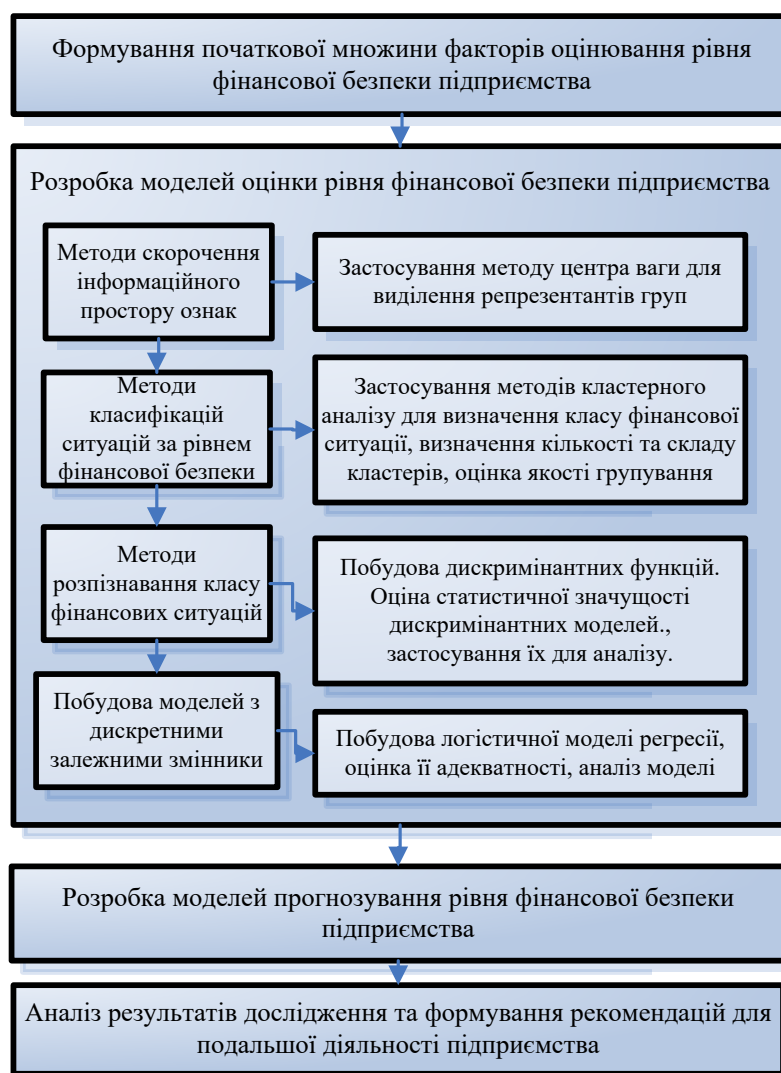 Формування початкової множини факторів оцінювання рівня
фінансової безпеки підприємства
Розробка моделей оцінки рівня фінансової безпеки підприємства
Методи скорочення
інформаційного
простору ознак
Застосування методу центра ваги для
виділення репрезентантів груп
Методи
класифікацій
ситуацій за рівнем
фінансової безпеки
Застосування методів кластерного
аналізу для визначення класу фінансової
ситуації, визначення кількості та складу
кластерів, оцінка якості групування
Методи
розпізнавання класу
фінансових ситуацій
Побудова дискримінантних функцій.
Оціна статистичної значущості
дискримінантних моделей.,
застосування їх для аналізу.
Побудова моделей з
дискретними
залежними змінники
Побудова логістичної моделі регресії,
оцінка її адекватності, аналіз моделі
Розробка моделей прогнозування рівня фінансової безпеки
підприємства
Аналіз результатів дослідження та формування рекомендацій для
подальшої діяльності підприємства